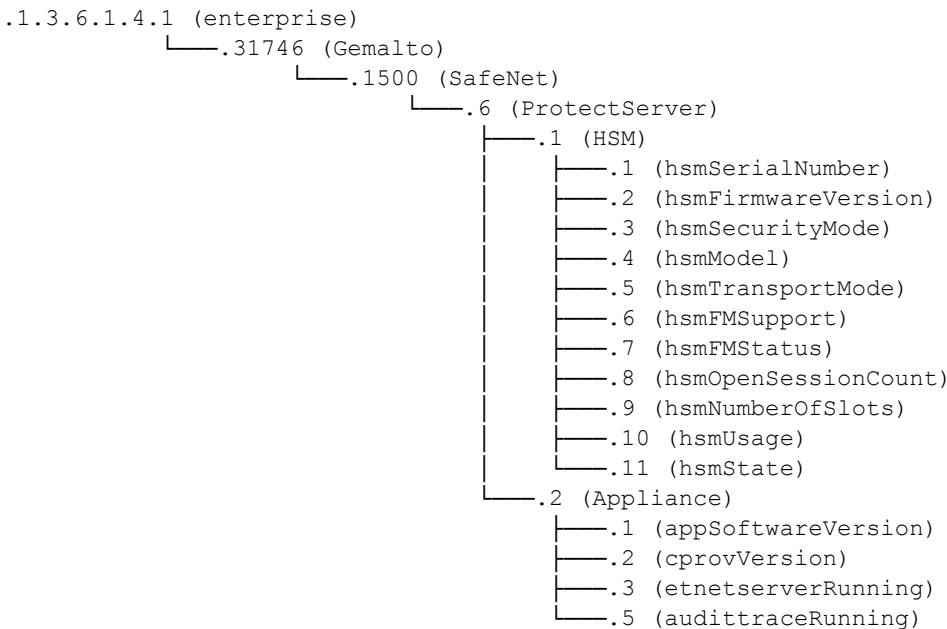 .1.3.6.1.4.1 (enterprise)
.31746 (Gemalto)
.1500 (SafeNet)
.6 (ProtectServer)
.1 (HSM)
.1 (hsmSerialNumber)
.2 (hsmFirmwareVersion)
.3 (hsmSecurityMode)
.4 (hsmModel)
.5 (hsmTransportMode)
.6 (hsmFMSupport)
.7 (hsmFMStatus)
.8 (hsmOpenSessionCount)
.9 (hsmNumberOfSlots)
.10 (hsmUsage)
.11 (hsmState)
.2 (Appliance)
.1 (appSoftwareVersion)
.2 (cprovVersion)
.3 (etnetserverRunning)
.5 (audittraceRunning)